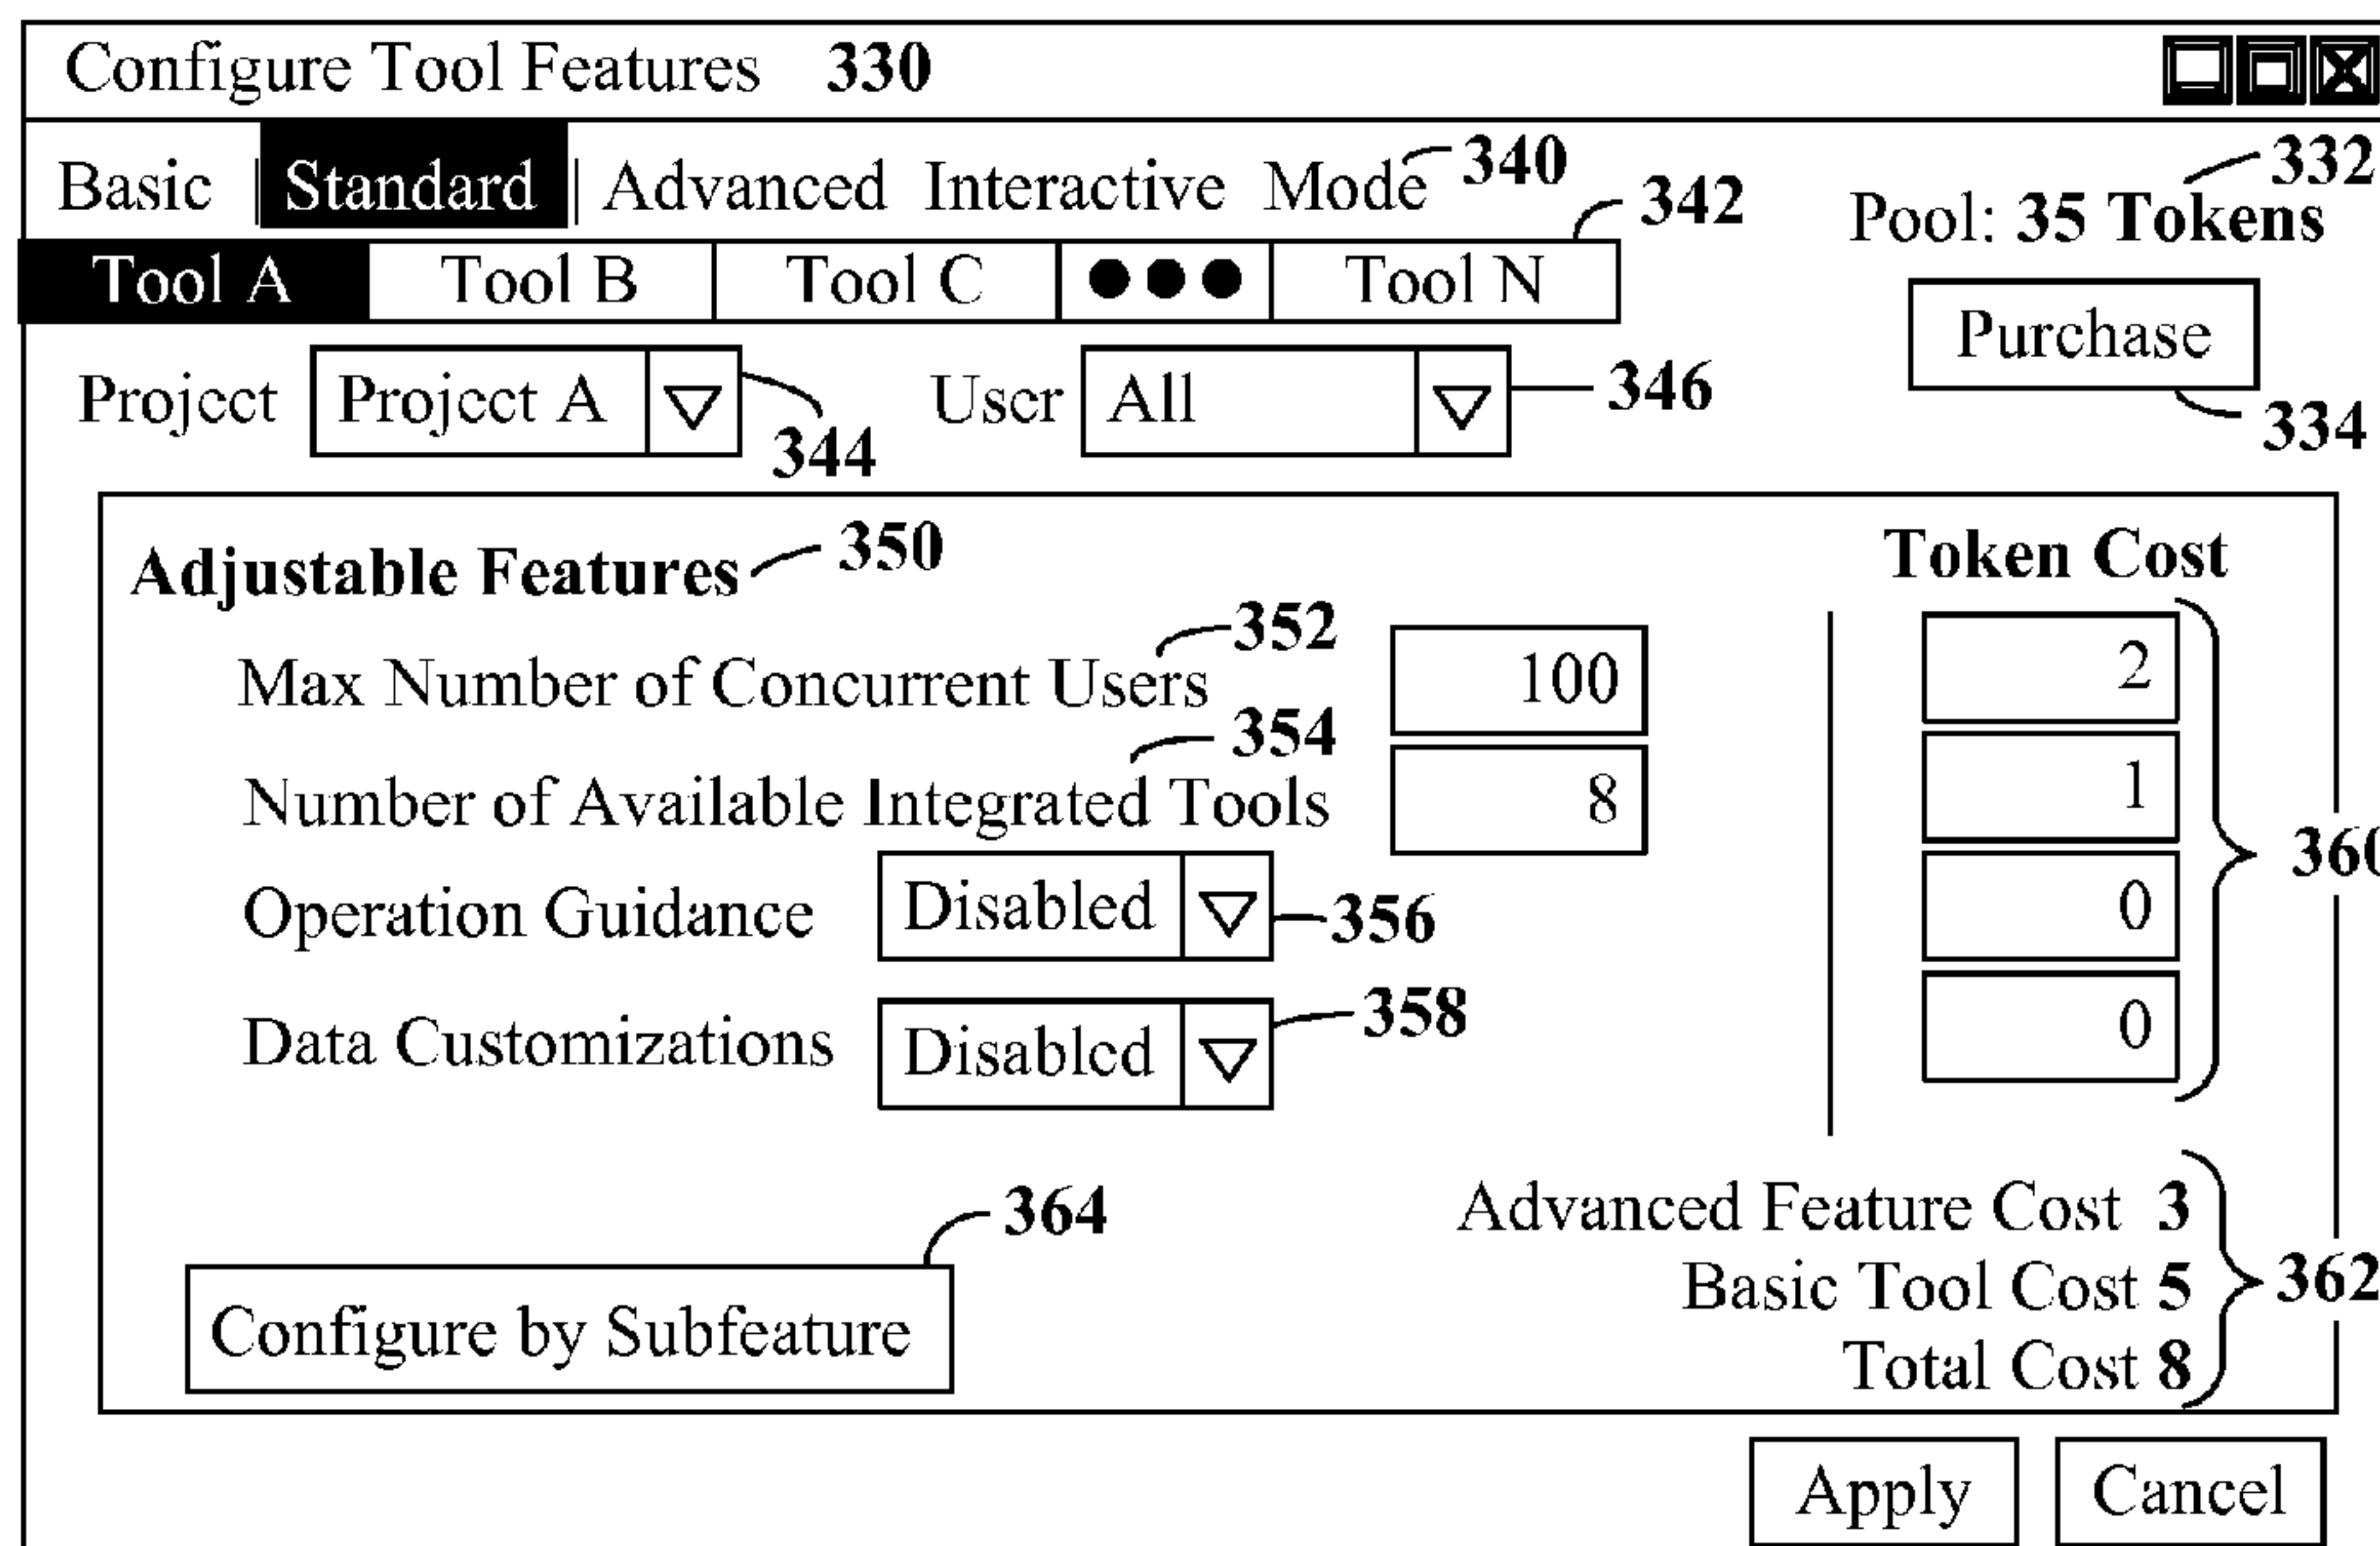 Configure Tool Features 330
Basic | Standard | Advanced Interactive Mode 340
332
Pool: 35 Tokens
342
Tool A Tool B Tool C ●●● Tool N
Purchase
334
Project Project A 344 User All 346
Adjustable Features 350
Token Cost
Max Number of Concurrent Users 352 100 2
Number of Available Integrated Tools 354 8 1
360
Operation Guidance Disabled 356 0
Data Customizations Disabled 358 0
364
Configure by Subfeature
Advanced Feature Cost 3
Basic Tool Cost 5
362
Total Cost 8
Apply Cancel